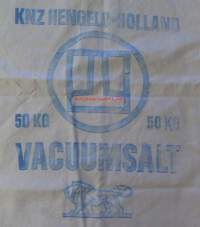 KNZ HENGELO-HOLLAND
50 KG 50 KG
VACUUMSALT